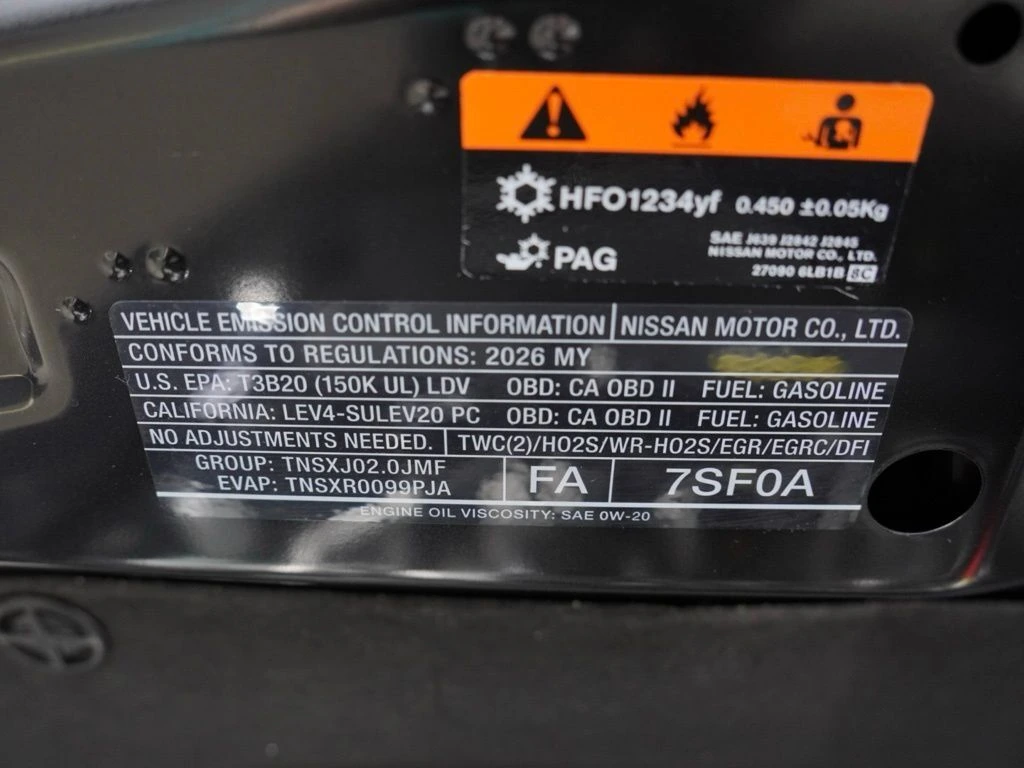 HFO1234yf 0.450 ±0.05Kg
PAG
SAE J639 J2842 J2845
NISSAN MOTOR CO., LTD.
27090 6LB1B 8C
VEHICLE EMISSION CONTROL INFORMATION NISSAN MOTOR CO., LTD.
CONFORMS TO REGULATIONS: 2026 MY
U.S. EPA: T3B20 (150K UL) LDV OBD: CA OBD II FUEL: GASOLINE
CALIFORNIA: LEV4-SULEV20 PC OBD: CA OBD II FUEL: GASOLINE
NO ADJUSTMENTS NEEDED. TWC(2)/HO2S/WR-HO2S/EGR/EGRC/DFI
GROUP: TNSXJ02.0JMF
EVAP: TNSXR0099PJA
FA 7SF0A
ENGINE OIL VISCOSITY: SAE 0W-20